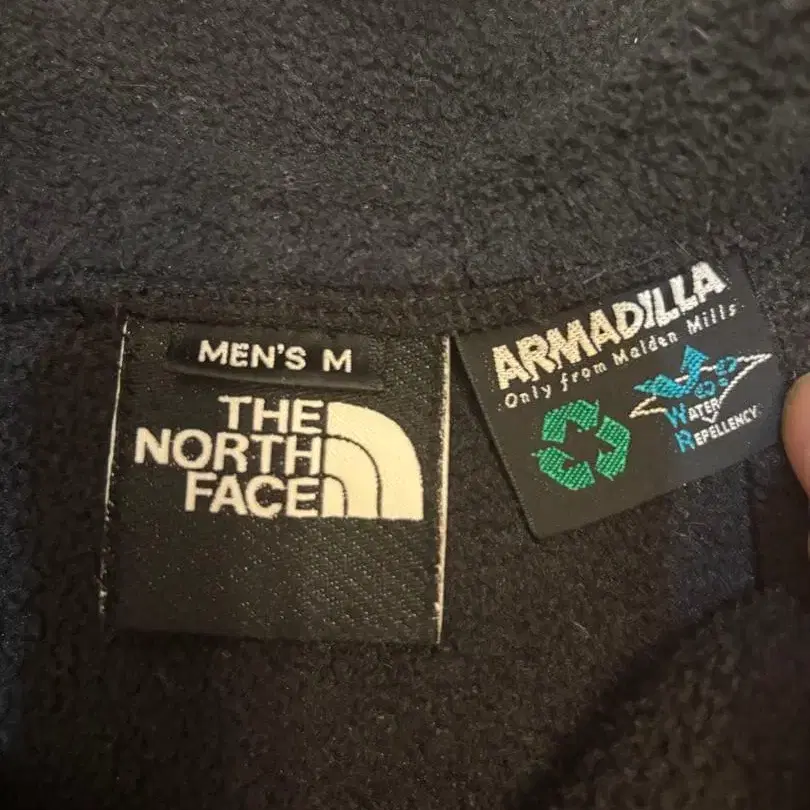 MEN'S M
THE
NORTH
FACE
ARMADILLA
Only from Malden Mills
WATER
REPELLENCY